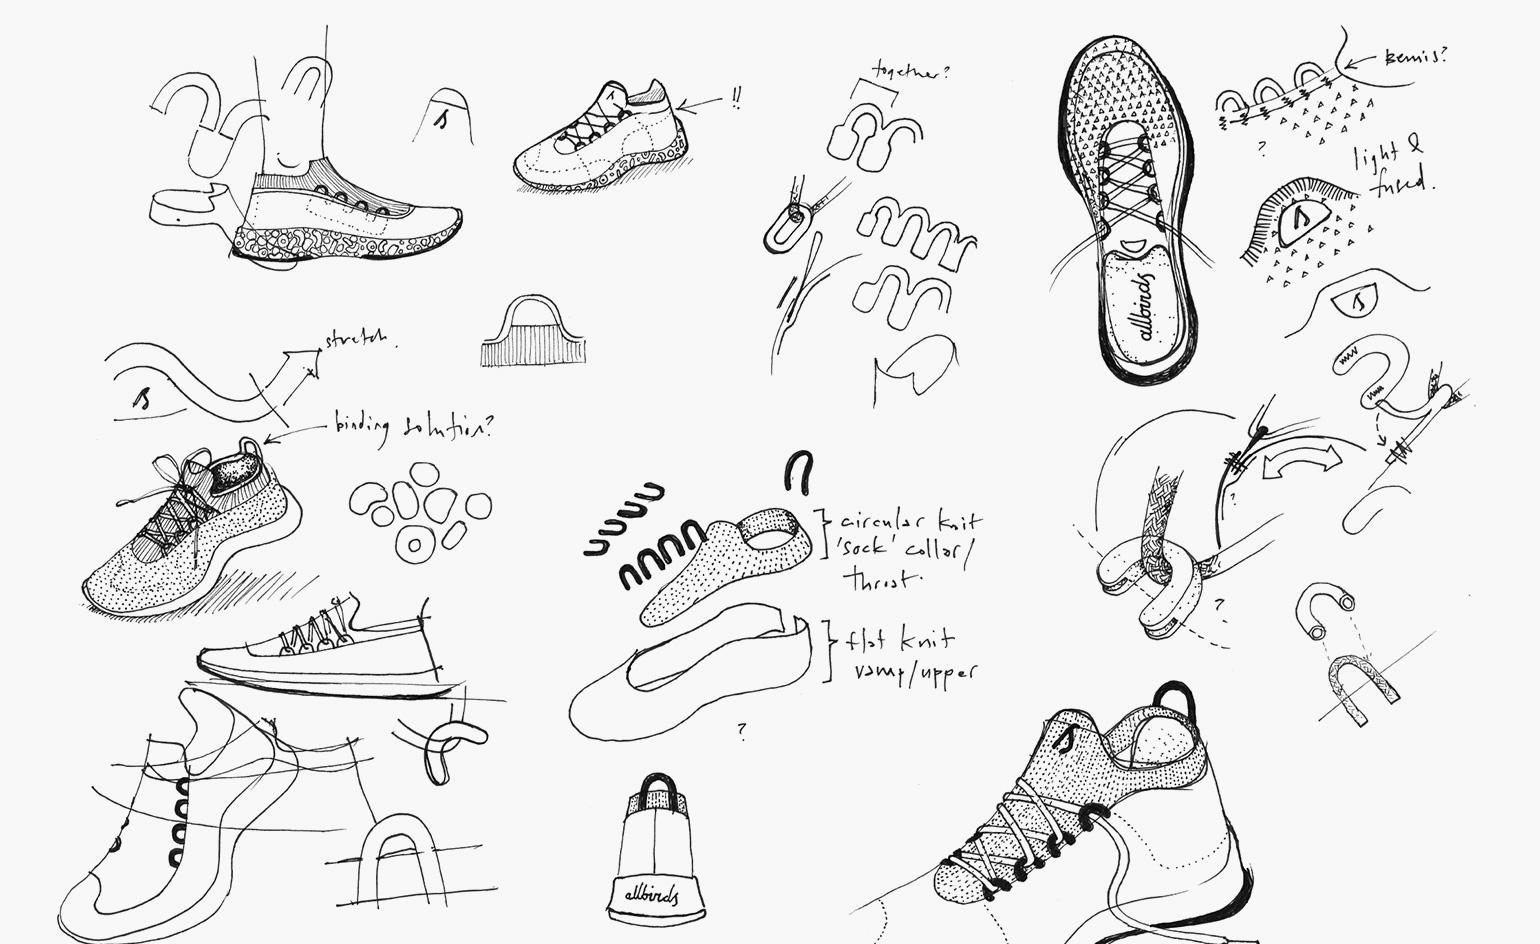 together?
!!
Bemis?
?
light &
fused.
allbirds
stretch.
binding solution?
circular knit
'sock' collar/
throat.
?
?
flat knit
vamp/upper
?
allbirds